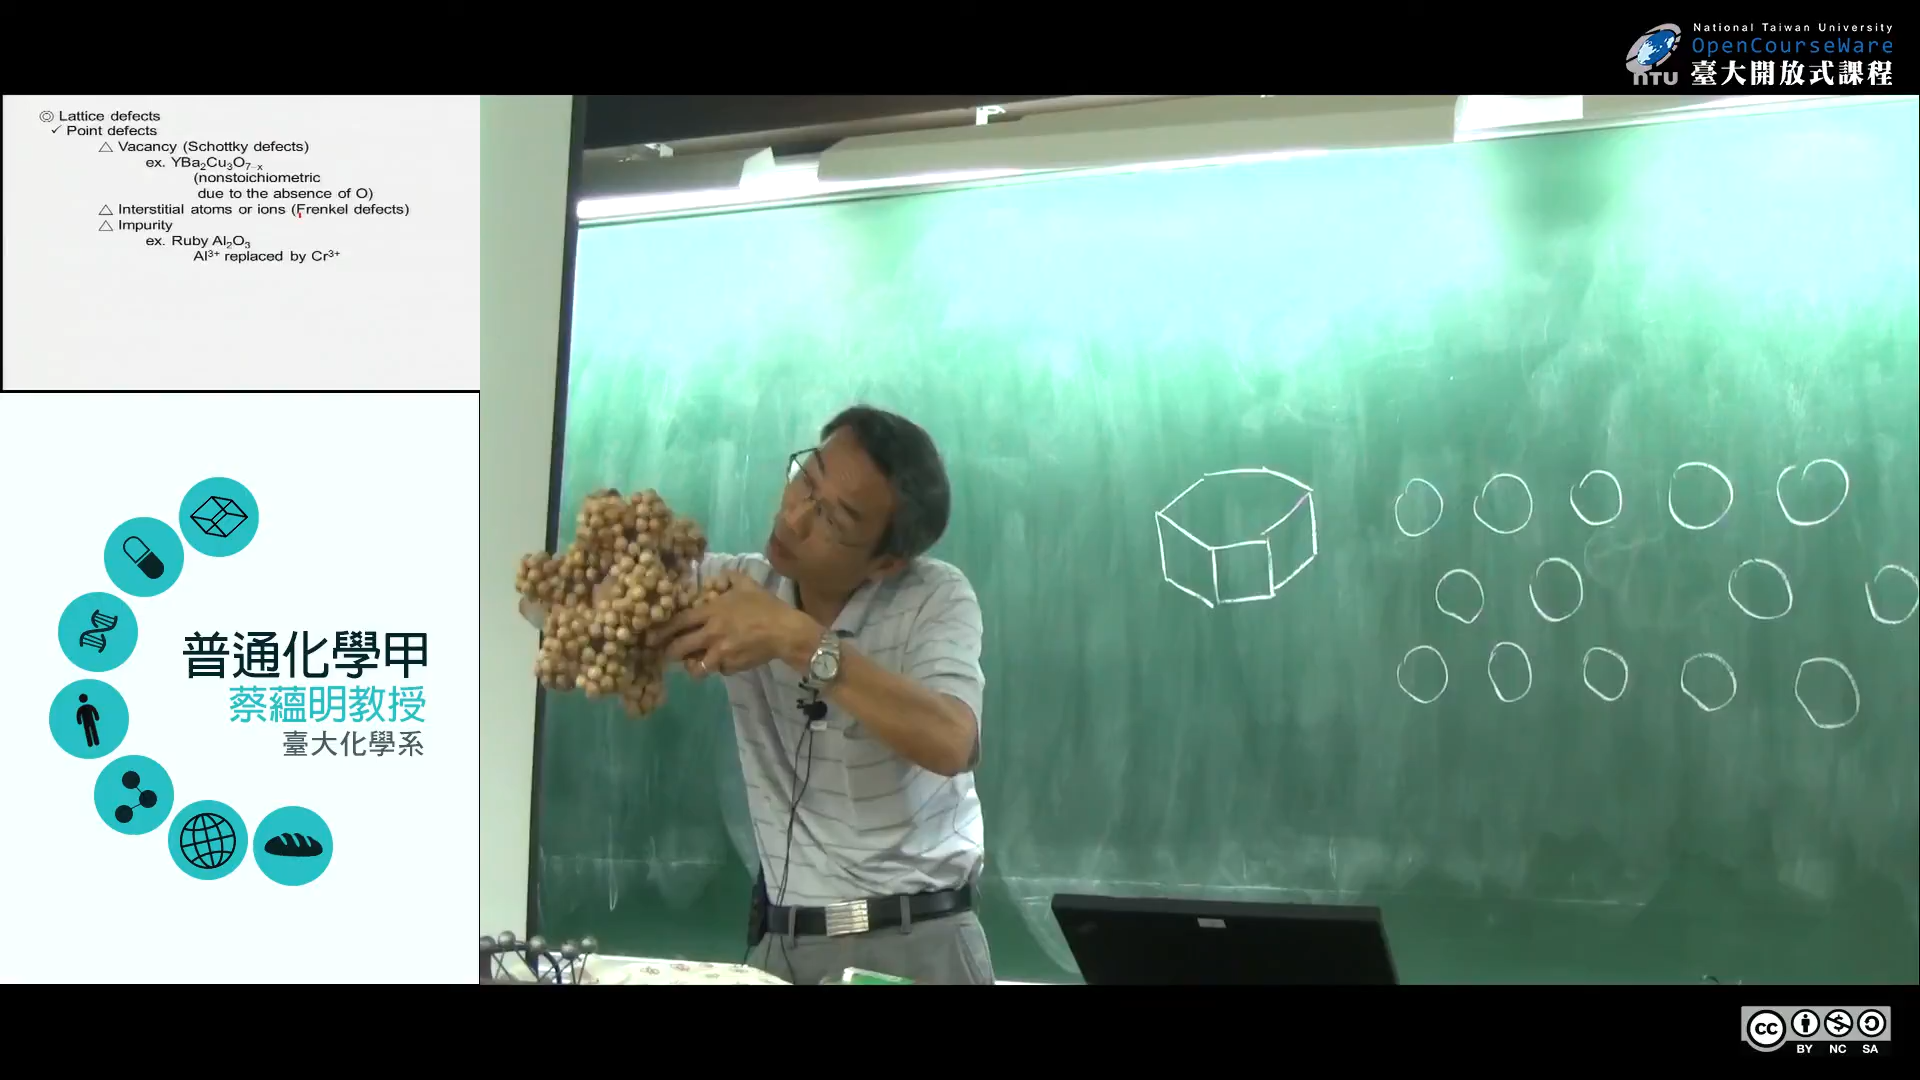 National Taiwan University
OpenCourseWare
NTU 臺大開放式課程
◎ Lattice defects
✓ Point defects
△ Vacancy (Schottky defects)
ex. YBa₂Cu₃O₇₋ₓ
(nonstoichiometric
due to the absence of O)
△ Interstitial atoms or ions (Frenkel defects)
△ Impurity
ex. Ruby Al₂O₃
Al³⁺ replaced by Cr³⁺
普通化學甲
蔡蘊明教授
臺大化學系
cc
BY NC SA